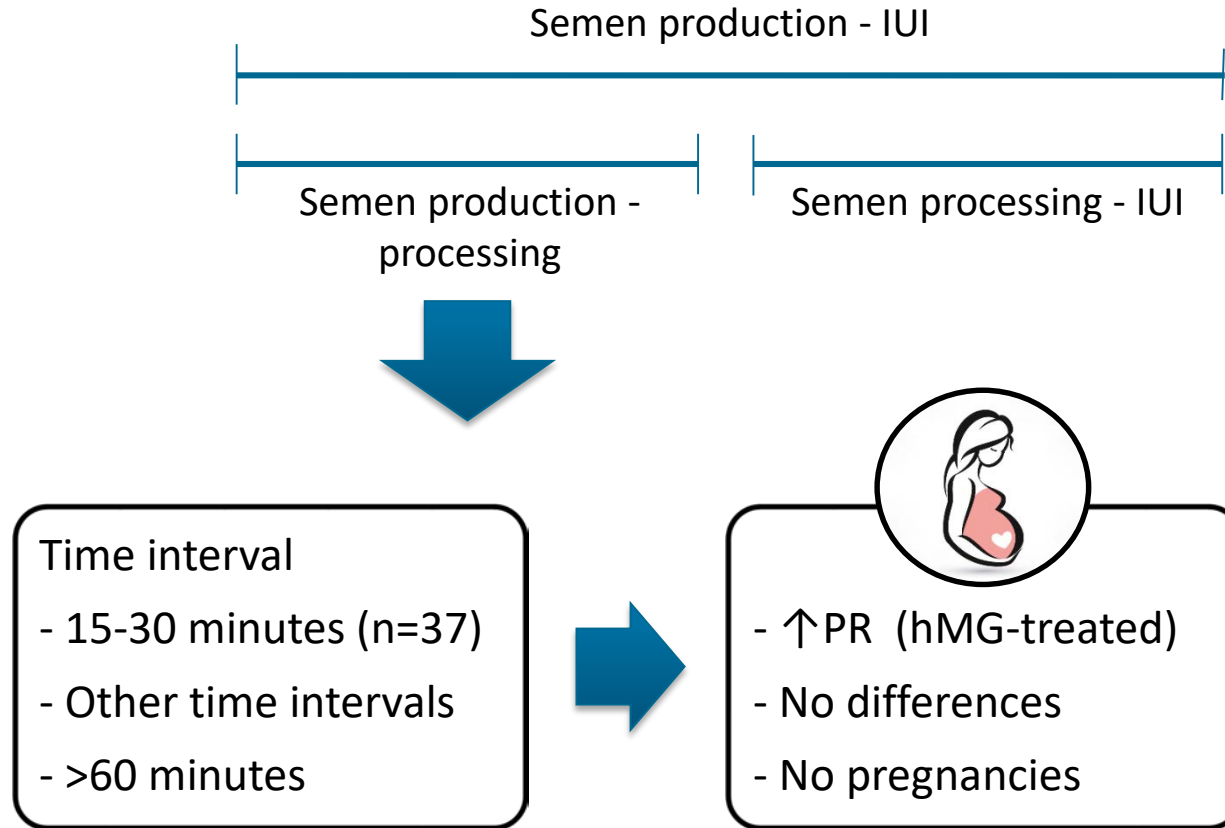 Semen production - IUI
Semen production -
processing
Semen processing - IUI
Time interval
- 15-30 minutes (n=37)
- Other time intervals
- >60 minutes
- ↑PR (hMG-treated)
- No differences
- No pregnancies